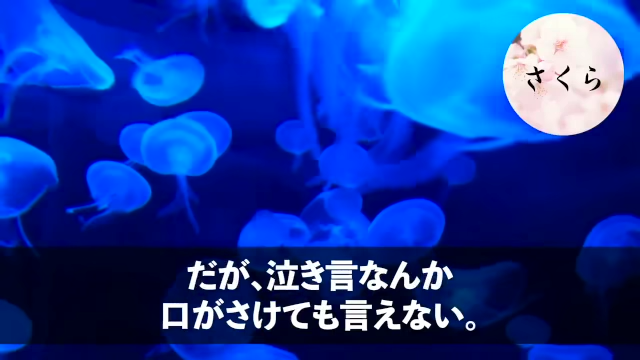 さくら
だが、泣き言なんか
口がさけても言えない。